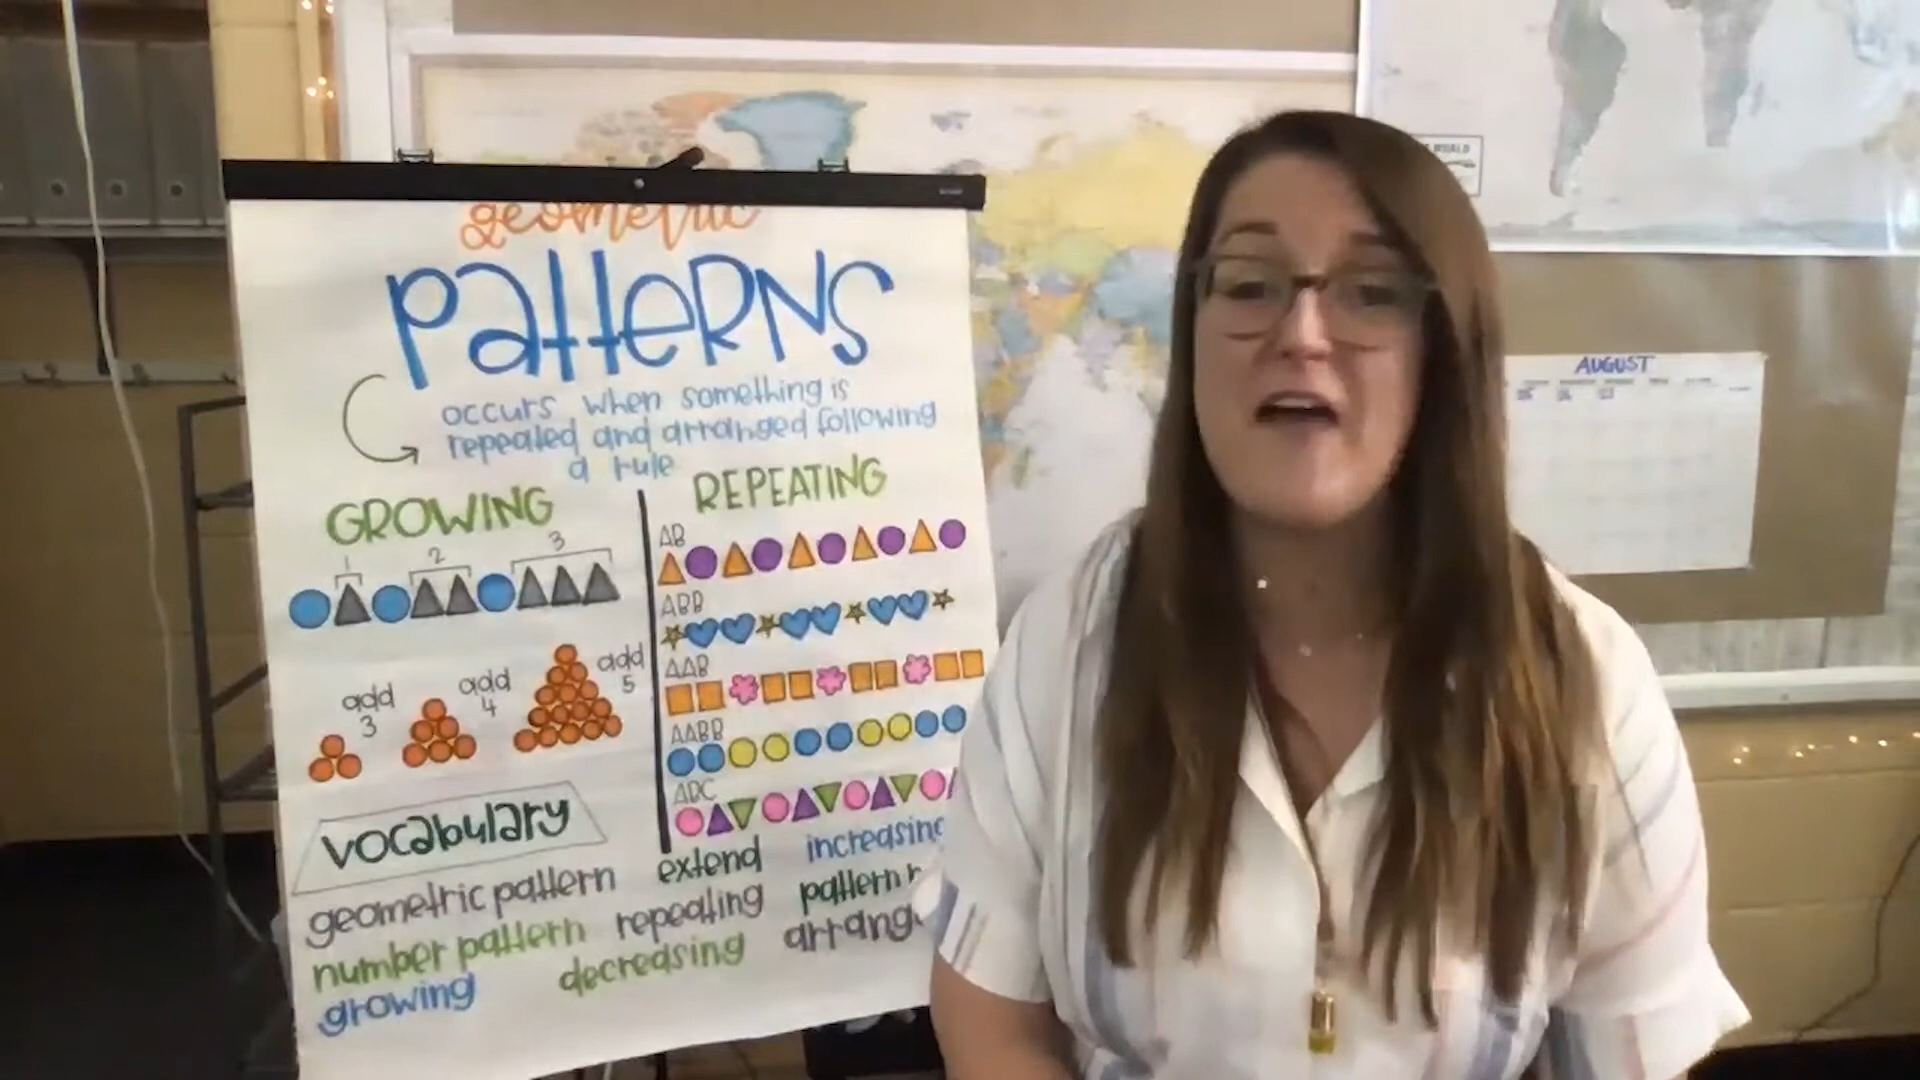 geometric
PATTERNS
occurs when something is
repeated and arranged following
a rule
GROWING
1 2 3
add
3
add
4
add
5
REPEATING
AB
ABB
AAB
AABB
ABC
vocabulary
geometric pattern extend increasing
number pattern repeating pattern
growing decreasing
AUGUST